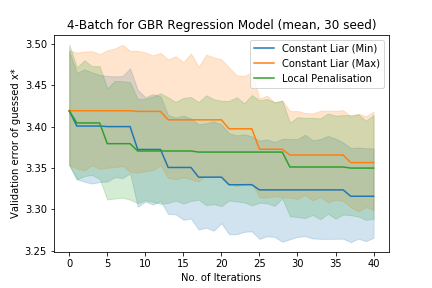 4-Batch for GBR Regression Model (mean, 30 seed)
3.50
3.45
3.40
3.35
3.30
3.25
Validation error of guessed x*
Constant Liar (Min)
Constant Liar (Max)
Local Penalisation
0 5 10 15 20 25 30 35 40
No. of Iterations